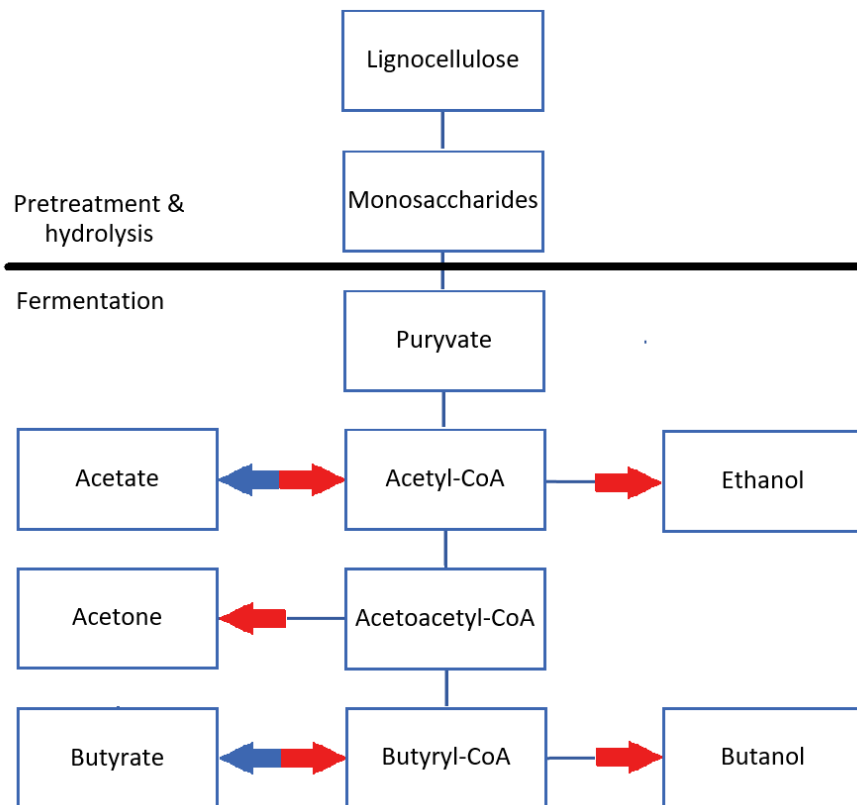 Lignocellulose
Monosaccharides
Pretreatment &
hydrolysis
Fermentation
Puryvate
Acetate
Acetyl-CoA
Ethanol
Acetone
Acetoacetyl-CoA
Butyrate
Butyryl-CoA
Butanol